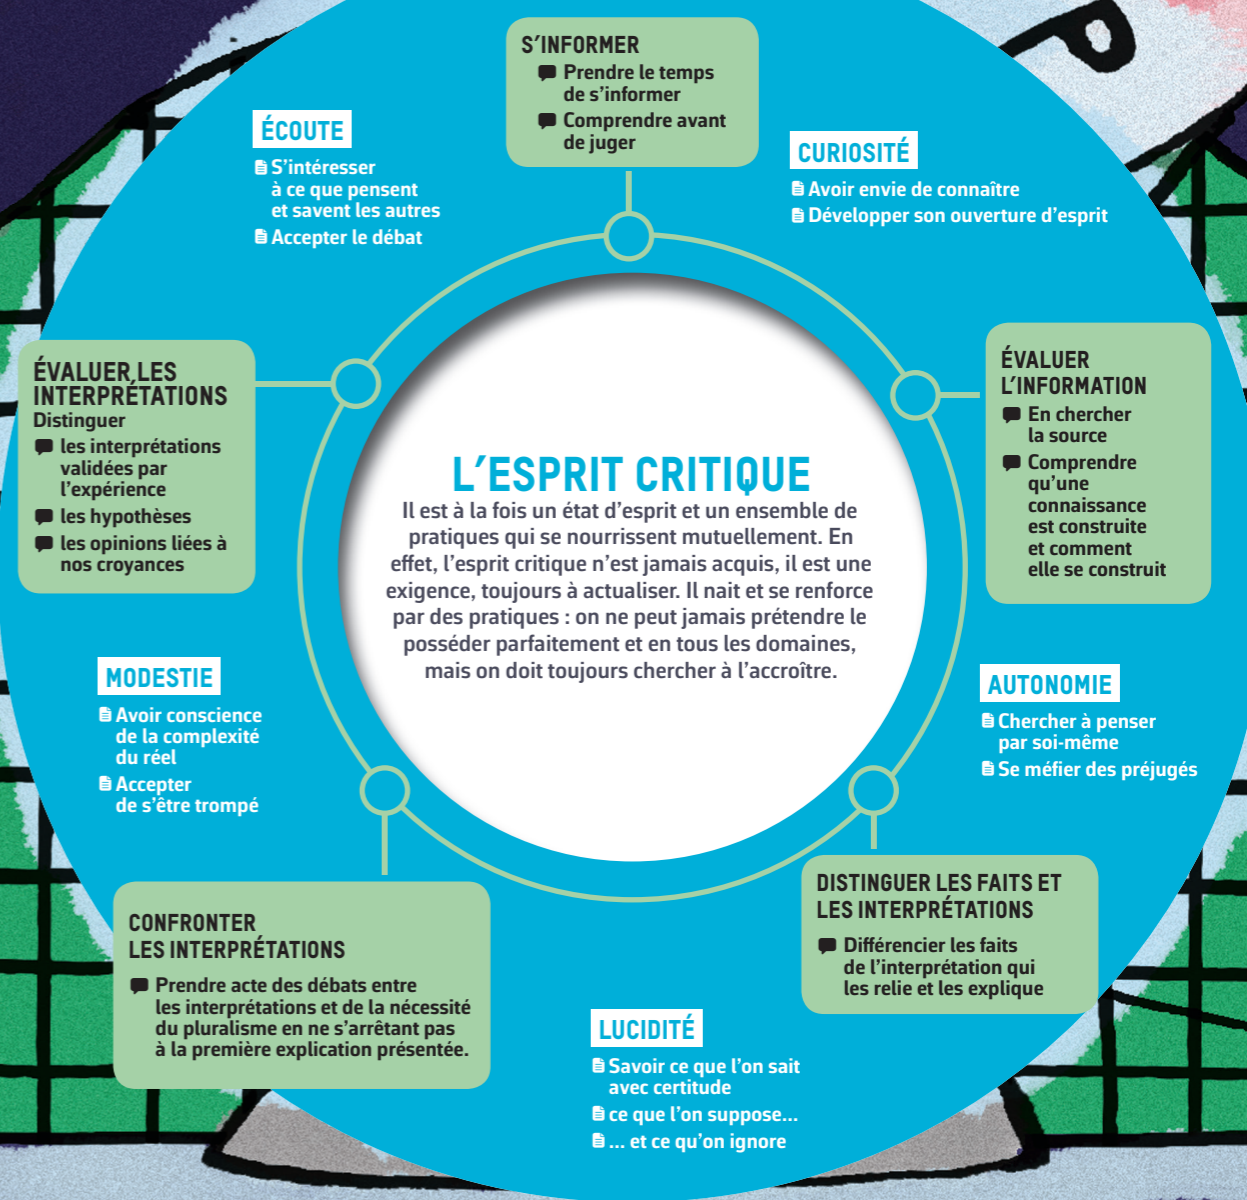 S'INFORMER
Prendre le temps
de s'informer
Comprendre avant
de juger
ÉCOUTE
S'intéresser
à ce que pensent
et savent les autres
Accepter le débat
CURIOSITÉ
Avoir envie de connaître
Développer son ouverture d'esprit
ÉVALUER LES
INTERPRÉTATIONS
Distinguer
les interprétations
validées par
l'expérience
les hypothèses
les opinions liées à
nos croyances
ÉVALUER
L'INFORMATION
En chercher
la source
Comprendre
qu'une
connaissance
est construite
et comment
elle se construit
L'ESPRIT CRITIQUE
Il est à la fois un état d'esprit et un ensemble de
pratiques qui se nourrissent mutuellement. En
effet, l'esprit critique n'est jamais acquis, il est une
exigence, toujours à actualiser. Il nait et se renforce
par des pratiques : on ne peut jamais prétendre le
posséder parfaitement et en tous les domaines,
mais on doit toujours chercher à l'accroître.
MODESTIE
Avoir conscience
de la complexité
du réel
Accepter
de s'être trompé
AUTONOMIE
Chercher à penser
par soi-même
Se méfier des préjugés
CONFRONTER
LES INTERPRÉTATIONS
Prendre acte des débats entre
les interprétations et de la nécessité
du pluralisme en ne s'arrêtant pas
à la première explication présentée.
DISTINGUER LES FAITS ET
LES INTERPRÉTATIONS
Différencier les faits
de l'interprétation qui
les relie et les explique
LUCIDITÉ
Savoir ce que l'on sait
avec certitude
ce que l'on suppose...
... et ce qu'on ignore